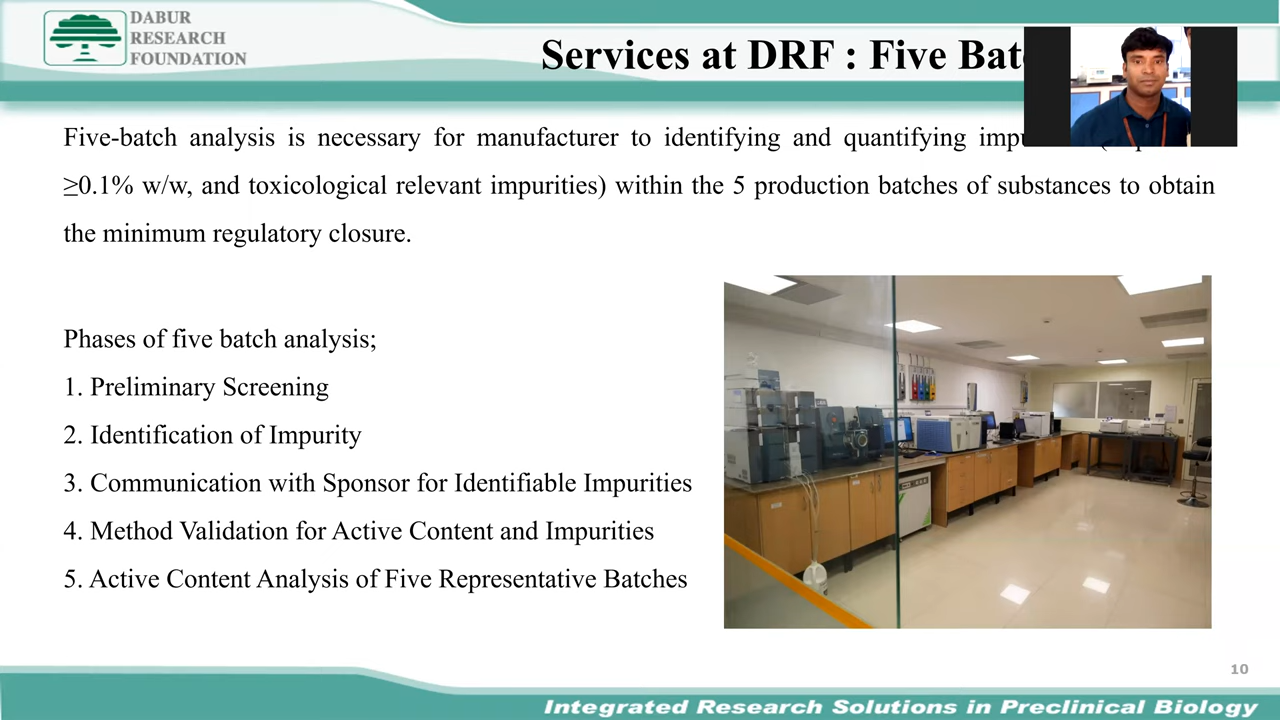 DABUR
RESEARCH
FOUNDATION
Services at DRF : Five
Five-batch analysis is necessary for manufacturer to identifying and quantifying
≥0.1% w/w, and toxicological relevant impurities) within the 5 production batches of substances to obtain
the minimum regulatory closure.
Phases of five batch analysis;
1. Preliminary Screening
2. Identification of Impurity
3. Communication with Sponsor for Identifiable Impurities
4. Method Validation for Active Content and Impurities
5. Active Content Analysis of Five Representative Batches
10
Integrated Research Solutions in Preclinical Biology